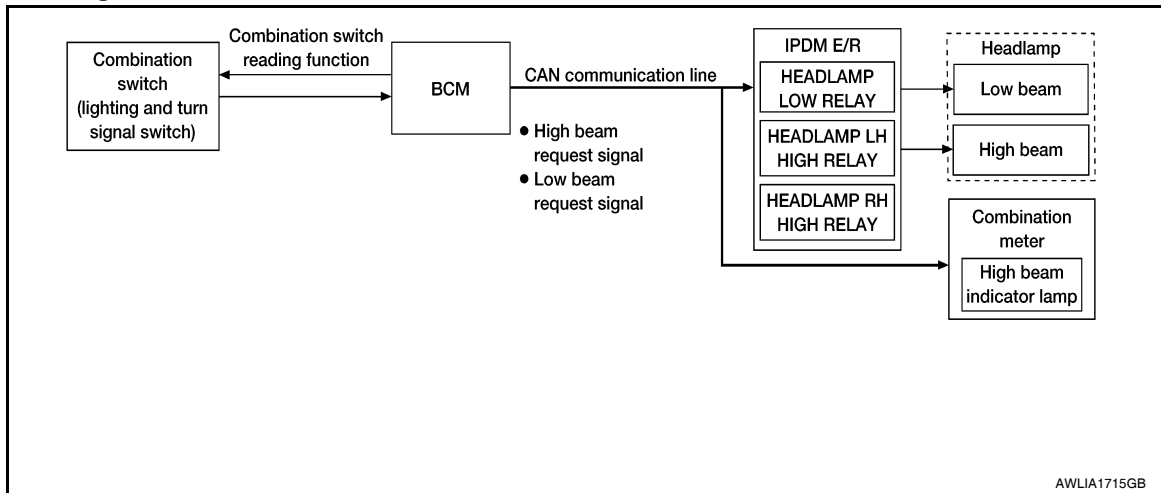 Combination
switch
(lighting and turn
signal switch)
Combination switch
reading function
BCM
CAN communication line
● High beam
request signal
● Low beam
request signal
IPDM E/R
HEADLAMP
LOW RELAY
HEADLAMP LH
HIGH RELAY
HEADLAMP RH
HIGH RELAY
Headlamp
Low beam
High beam
Combination
meter
High beam
indicator lamp
AWLIA1715GB